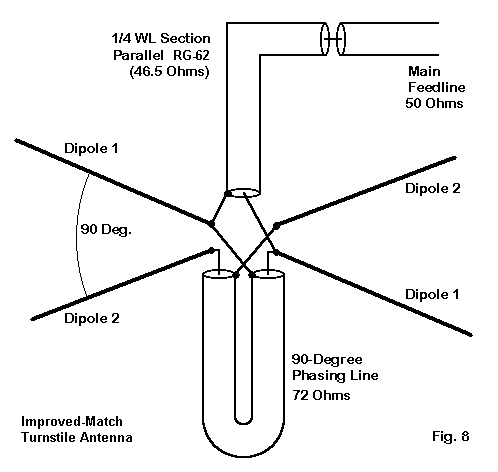 1/4 WL Section
Parallel RG-62
(46.5 Ohms)
Main
Feedline
50 Ohms
Dipole 1
Dipole 2
90 Deg.
Dipole 2
Dipole 1
90-Degree
Phasing Line
72 Ohms
Improved-Match
Turnstile Antenna
Fig. 8